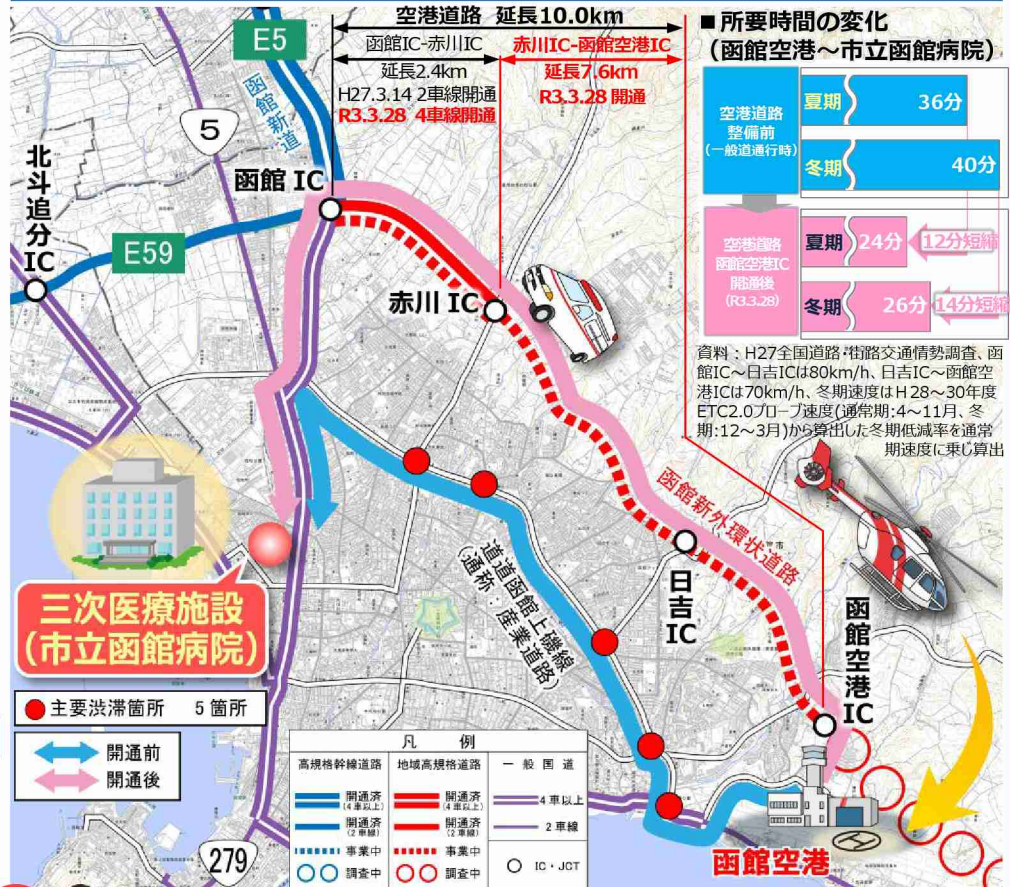 空港道路 延長10.0km
函館IC-赤川IC
延長2.4km
H27.3.14 2車線開通
R3.3.28 4車線開通
赤川IC-函館空港IC
延長7.6km
R3.3.28 開通
■所要時間の変化
(函館空港~市立函館病院)
空港道路
整備前
(一般道通行時)
夏期
36分
冬期
40分
空港道路
函館空港IC
開通後
(R3.3.28)
夏期
24分
12分短縮
冬期
26分
14分短縮
資料:H27全国道路・街路交通情勢調査、函
館IC~日吉ICは80km/h、日吉IC~函館空
港ICは70km/h、冬期速度はH28~30年度
ETC2.0プローブ速度(通常期:4~11月、冬
期:12~3月)から算出した冬期低減率を通常
期速度に乗じ算出
E5
函館新道
5
北斗追分IC
函館 IC
E59
赤川 IC
函館新外環状道路
日吉IC
函館空港IC
道道函館上磯線
(通称:産業道路)
三次医療施設
(市立函館病院)
主要渋滞箇所 5箇所
開通前
開通後
279
函館空港
凡例
高規格幹線道路
開通済
(4車以上)
開通済
(2車線)
事業中
調査中
地域高規格道路
開通済
(4車以上)
開通済
(2車線)
事業中
調査中
一般国道
4車以上
2車線
IC・JCT